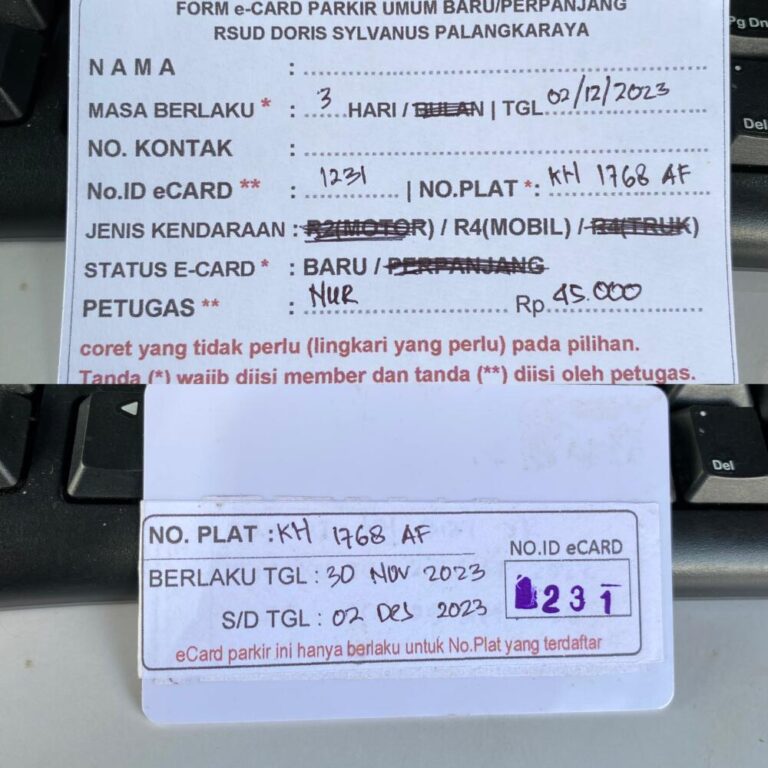 FORM e-CARD PARKIR UMUM BARU/PERPANJANG
RSUD DORIS SYLVANUS PALANGKARAYA
NAMA :
MASA BERLAKU * : 3 HARI / BULAN | TGL 02/12/2023
NO. KONTAK :
No.ID eCARD ** : 1231 | NO.PLAT *: KH 1768 AF
JENIS KENDARAAN : R2(MOTOR) / R4(MOBIL) / R4(TRUK)
STATUS E-CARD * : BARU / PERPANJANG
PETUGAS ** : NUR Rp 45.000
coret yang tidak perlu (lingkari yang perlu) pada pilihan.
Tanda (*) wajib diisi member dan tanda (**) diisi oleh petugas.
Pg Dn
Del
Del
NO. PLAT : KH 1768 AF
NO.ID eCARD
BERLAKU TGL : 30 NOV 2023
1231
S/D TGL : 02 DES 2023
eCard parkir ini hanya berlaku untuk No.Plat yang terdaftar